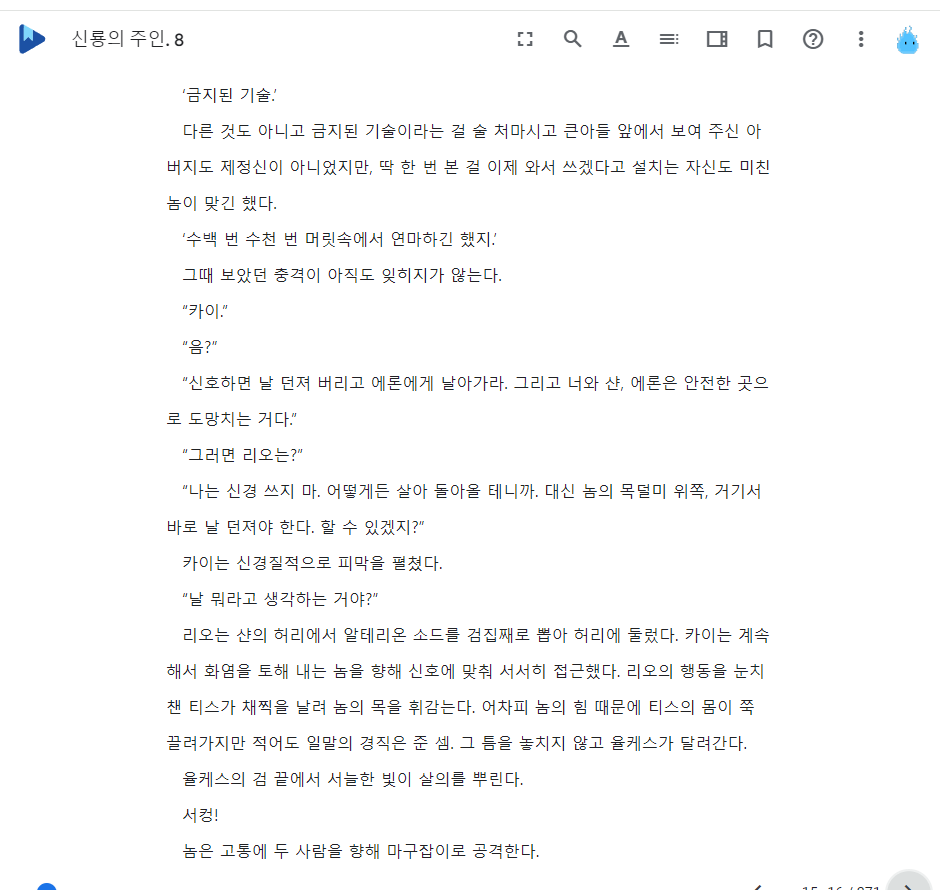 신룡의 주인. 8
‘금지된 기술.’
다른 것도 아니고 금지된 기술이라는 걸 술 처마시고 큰아들 앞에서 보여 주신 아
버지도 제정신이 아니었지만, 딱 한 번 본 걸 이제 와서 쓰겠다고 설치는 자신도 미친
놈이 맞긴 했다.
‘수백 번 수천 번 머릿속에서 연마하긴 했지.’
그때 보았던 충격이 아직도 잊히지가 않는다.
“카이.”
“음?”
“신호하면 날 던져 버리고 에론에게 날아가라. 그리고 너와 샨, 에론은 안전한 곳으
로 도망치는 거다.”
“그러면 리오는?”
“나는 신경 쓰지 마. 어떻게든 살아 돌아올 테니까. 대신 놈의 목덜미 위쪽, 거기서
바로 날 던져야 한다. 할 수 있겠지?”
카이는 신경질적으로 피막을 펼쳤다.
“날 뭐라고 생각하는 거야?”
리오는 샨의 허리에서 알테리온 소드를 검집째로 뽑아 허리에 둘렀다. 카이는 계속
해서 화염을 토해 내는 놈을 향해 신호에 맞춰 서서히 접근했다. 리오의 행동을 눈치
챈 티스가 채찍을 날려 놈의 목을 휘감는다. 어차피 놈의 힘 때문에 티스의 몸이 쭉
끌려가지만 적어도 일말의 경직은 준 셈. 그 틈을 놓치지 않고 율케스가 달려간다.
율케스의 검 끝에서 서늘한 빛이 살의를 뿌린다.
서컹!
놈은 고통에 두 사람을 향해 마구잡이로 공격한다.